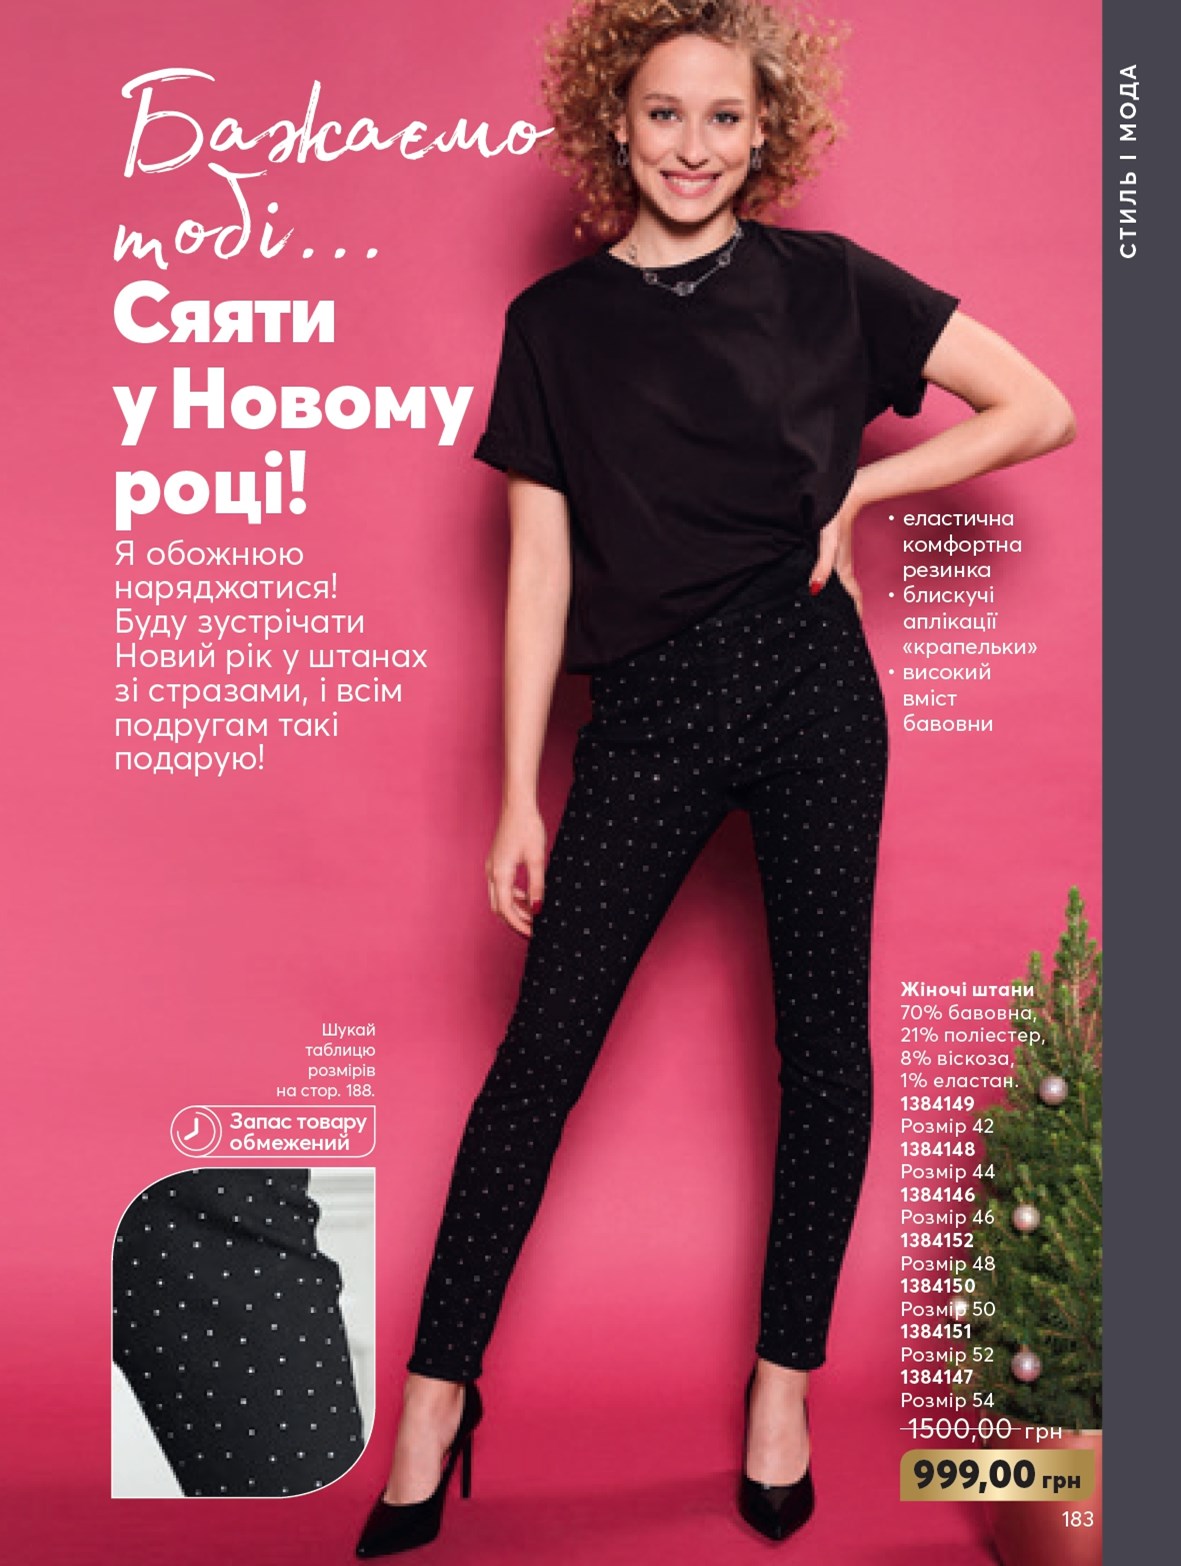 Бажаємо
тобі...
Сяяти
у Новому
році!
Я обожнюю
наряджатися!
Буду зустрічати
Новий рік у штанах
зі стразами, і всім
подругам такі
подарую!
СТИЛЬ І МОДА
• еластична
комфортна
резинка
• блискучі
аплікації
«крапельки»
• високий
вміст
бавовни
Шукай
таблицю
розмірів
на стор. 188.
Запас товару
обмежений
Жіночі штани
70% бавовна,
21% поліестер,
8% віскоза,
1% еластан.
1384149
Розмір 42
1384148
Розмір 44
1384146
Розмір 46
1384152
Розмір 48
1384150
Розмір 50
1384151
Розмір 52
1384147
Розмір 54
1500,00 грн
999,00 грн
183